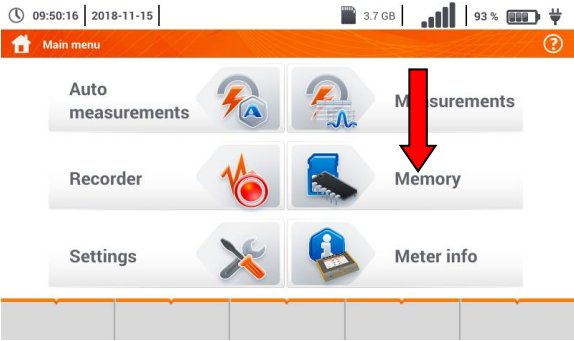 09:50:16 2018-11-15 3.7 GB 93 %
Main menu ?
Auto
measurements
Measurements
Recorder
Memory
Settings
Meter info